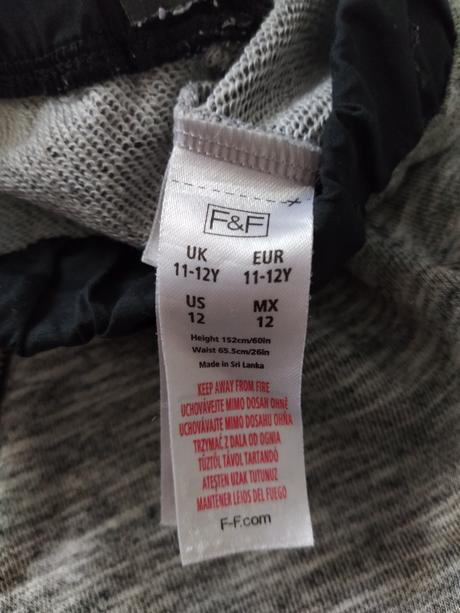 F&F
UK EUR
11-12Y 11-12Y
US MX
12 12
Height 152cm/60in
Waist 65.5cm/26in
Made in Sri Lanka
KEEP AWAY FROM FIRE
UCHOVÁVEJTE MIMO DOSAH OHNĚ
UCHOVÁVAJTE MIMO DOSAHU OHŇA
TRZYMAĆ Z DALA OD OGNIA
TŰZTŐL TÁVOL TARTANDÓ
ATEŞTEN UZAK TUTUNUZ
MANTENER LEJOS DEL FUEGO
F-F.com